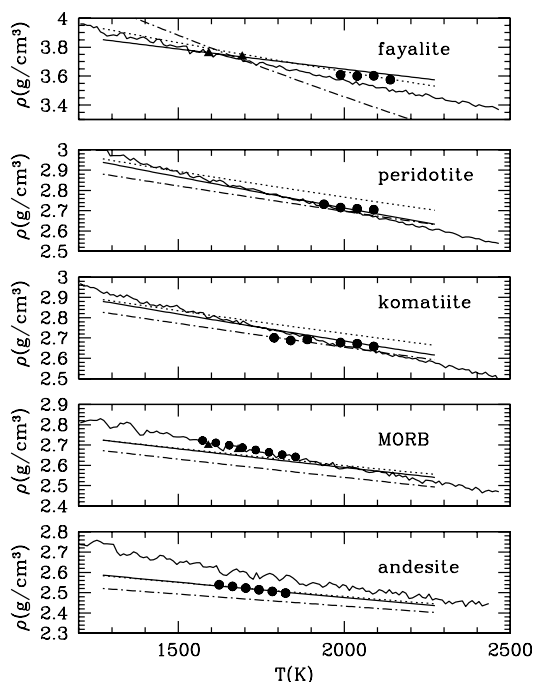 4
3.8
3.6
3.4
ρ(g/cm³)
fayalite
3
2.9
2.8
2.7
2.6
2.5
ρ(g/cm³)
peridotite
3
2.9
2.8
2.7
2.6
2.5
ρ(g/cm³)
komatiite
2.9
2.8
2.7
2.6
2.5
2.4
ρ(g/cm³)
MORB
2.8
2.7
2.6
2.5
2.4
2.3
ρ(g/cm³)
andesite
1500 2000 2500
T(K)